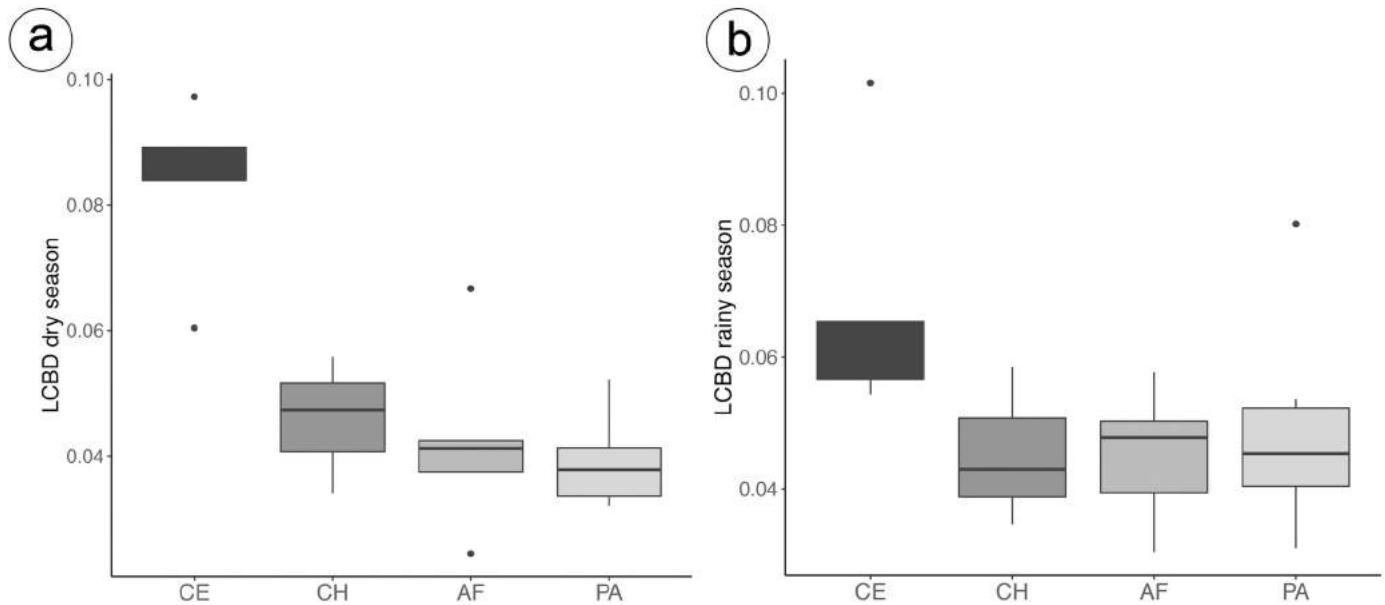 a
LCBD dry season
0.10
0.08
0.06
0.04
CE CH AF PA
b
LCBD rainy season
0.10
0.08
0.06
0.04
CE CH AF PA